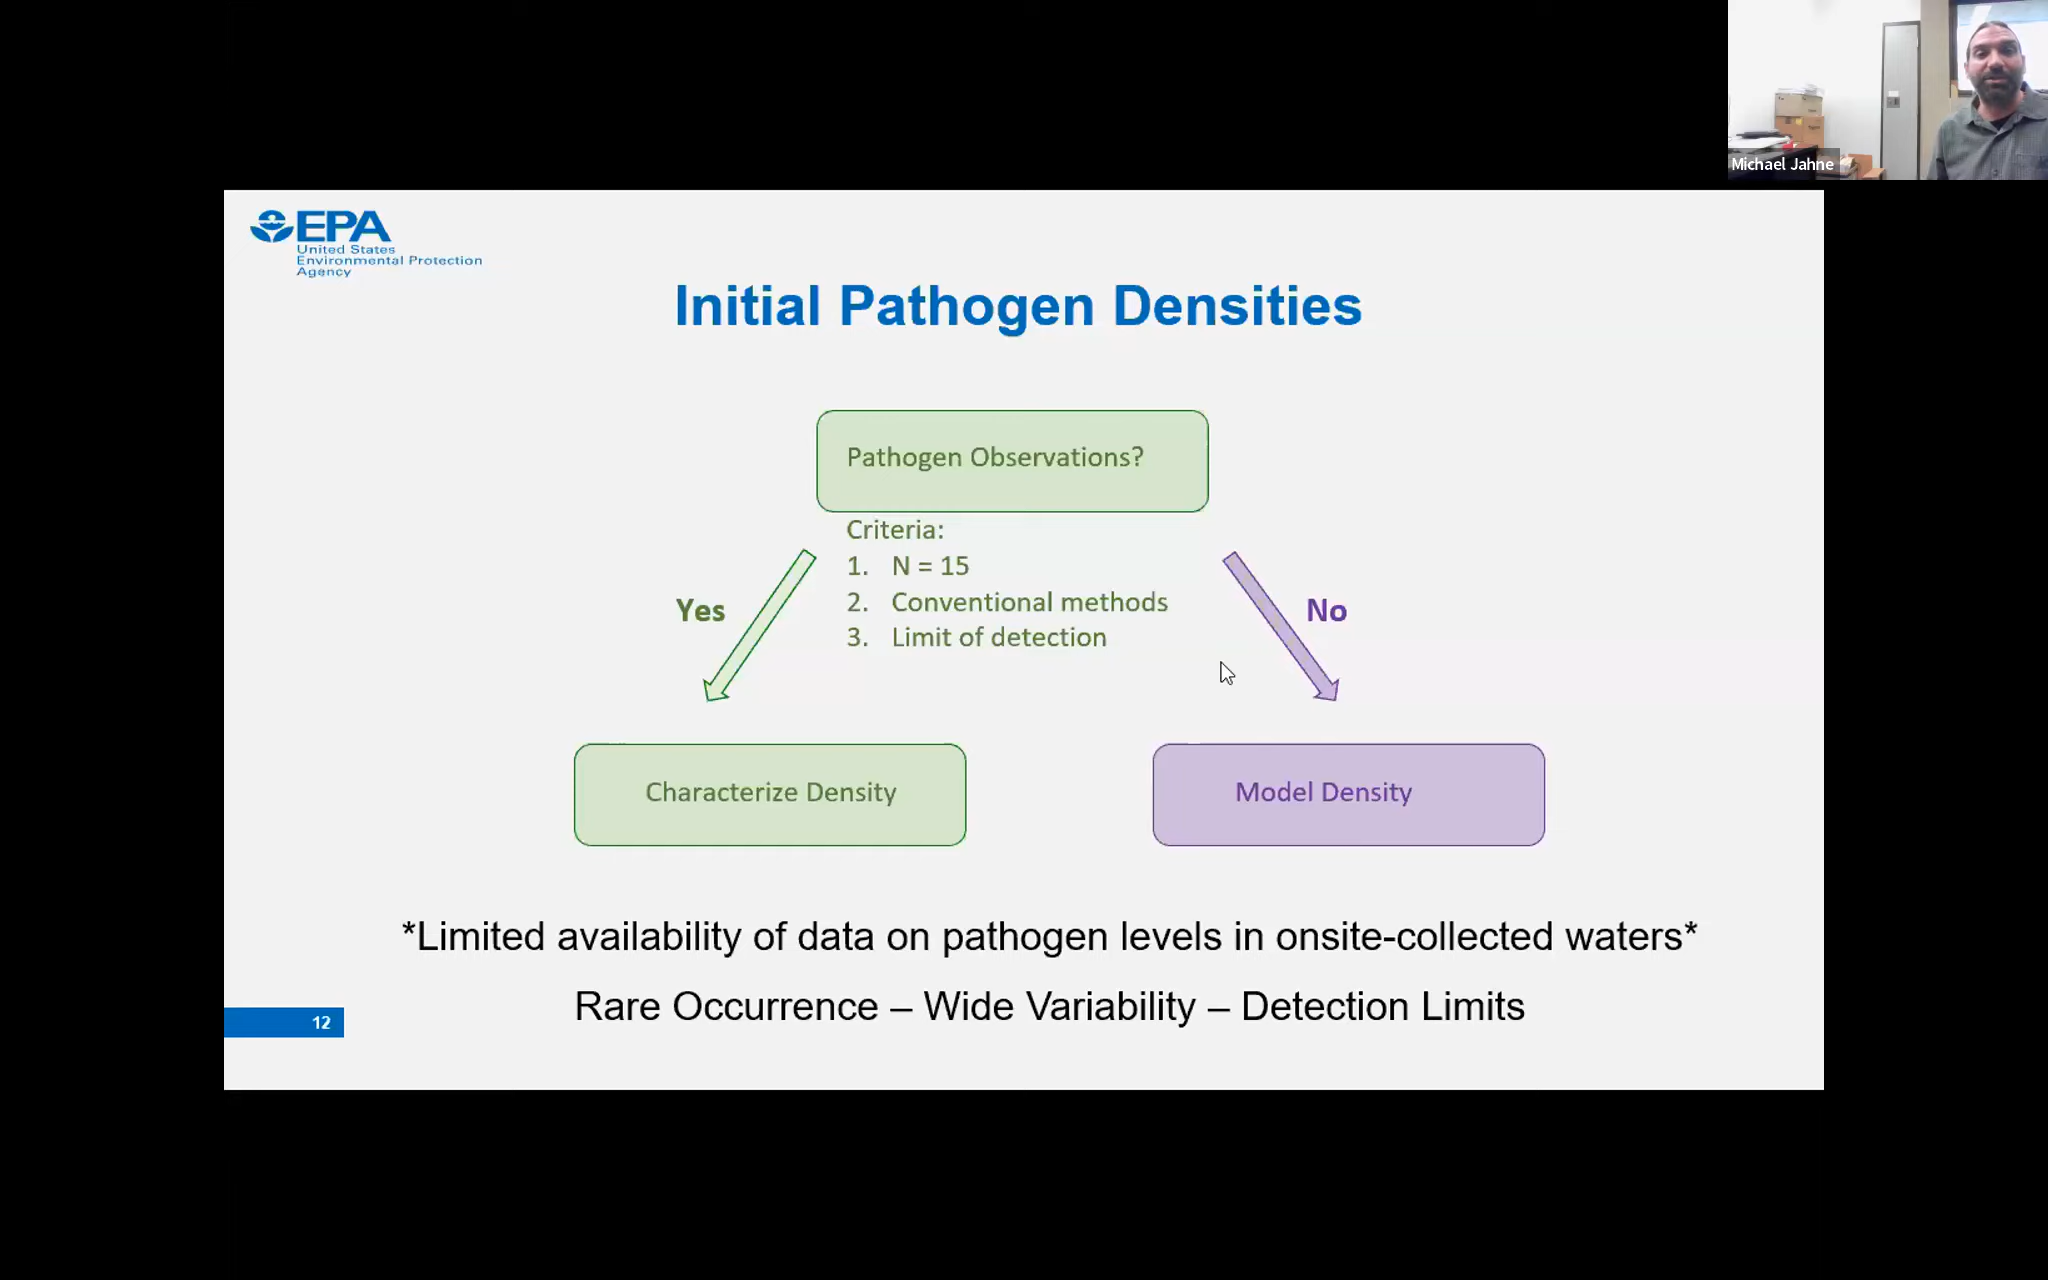 Michael Jahne
EPA
United States
Environmental Protection
Agency
Initial Pathogen Densities
Pathogen Observations?
Criteria:
1. N = 15
2. Conventional methods
3. Limit of detection
Yes
No
Characterize Density
Model Density
*Limited availability of data on pathogen levels in onsite-collected waters*
Rare Occurrence – Wide Variability – Detection Limits
12